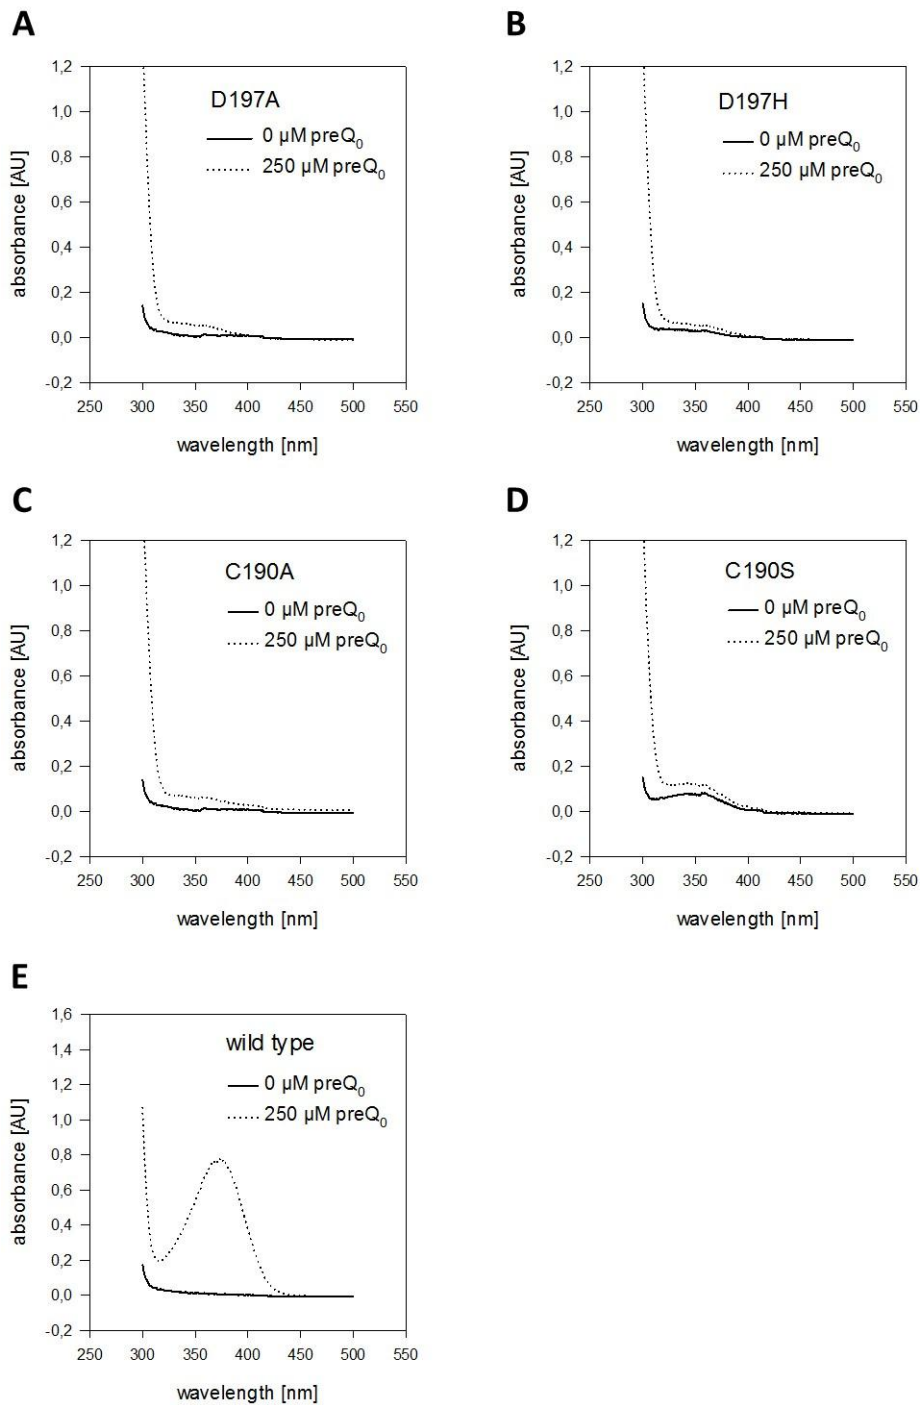 A
D197A
0 µM preQ0
250 µM preQ0
absorbance [AU]
1,2
1,0
0,8
0,6
0,4
0,2
0,0
-0,2
250 300 350 400 450 500 550
wavelength [nm]
B
D197H
0 µM preQ0
250 µM preQ0
absorbance [AU]
1,2
1,0
0,8
0,6
0,4
0,2
0,0
-0,2
250 300 350 400 450 500 550
wavelength [nm]
C
C190A
0 µM preQ0
250 µM preQ0
absorbance [AU]
1,2
1,0
0,8
0,6
0,4
0,2
0,0
-0,2
250 300 350 400 450 500 550
wavelength [nm]
D
C190S
0 µM preQ0
250 µM preQ0
absorbance [AU]
1,2
1,0
0,8
0,6
0,4
0,2
0,0
-0,2
250 300 350 400 450 500 550
wavelength [nm]
E
wild type
0 µM preQ0
250 µM preQ0
absorbance [AU]
1,6
1,4
1,2
1,0
0,8
0,6
0,4
0,2
0,0
-0,2
250 300 350 400 450 500 550
wavelength [nm]